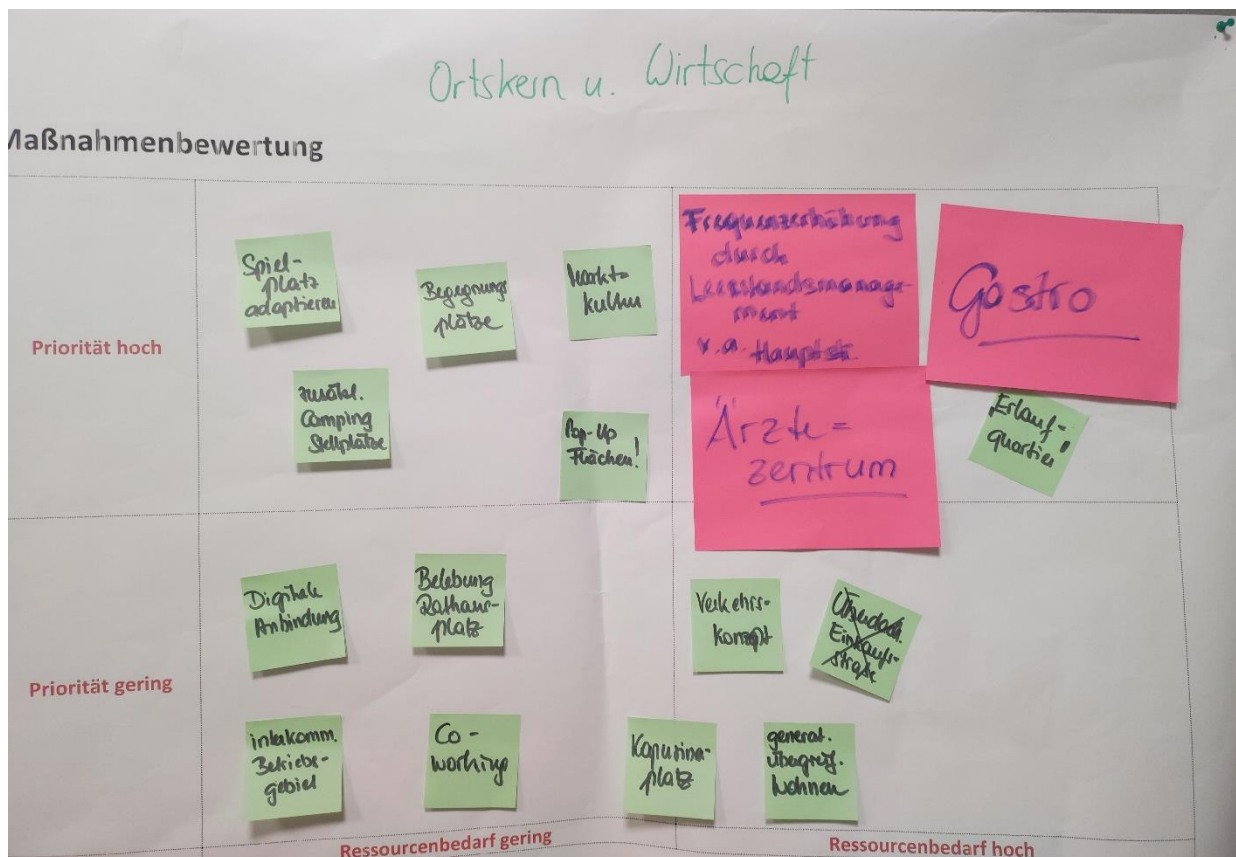 Ortskern u. Wirtschaft
Maßnahmenbewertung
Priorität hoch
Spiel-
platz
adaptieren
Begegnungs
plätze
Markt-
kultur
zusätzl.
Camping
Stellplätze
Pop-Up
Flächen!
Frequenzerhöhung
durch
Leerstandsmanage-
ment
v.a. Hauptstr.
Gastro
Ärzte=
zentrum
Erlauf-
quartier!
Priorität gering
Digitale
Anbindung
Belebung
Rathaus-
platz
Verkehrs-
konzept
Überdach.
Einkaufs-
straße
interkomm.
Betriebs-
gebiet
Co-
working
Kapuziner-
platz
generat.
übergreif.
Wohnen
Ressourcenbedarf gering
Ressourcenbedarf hoch